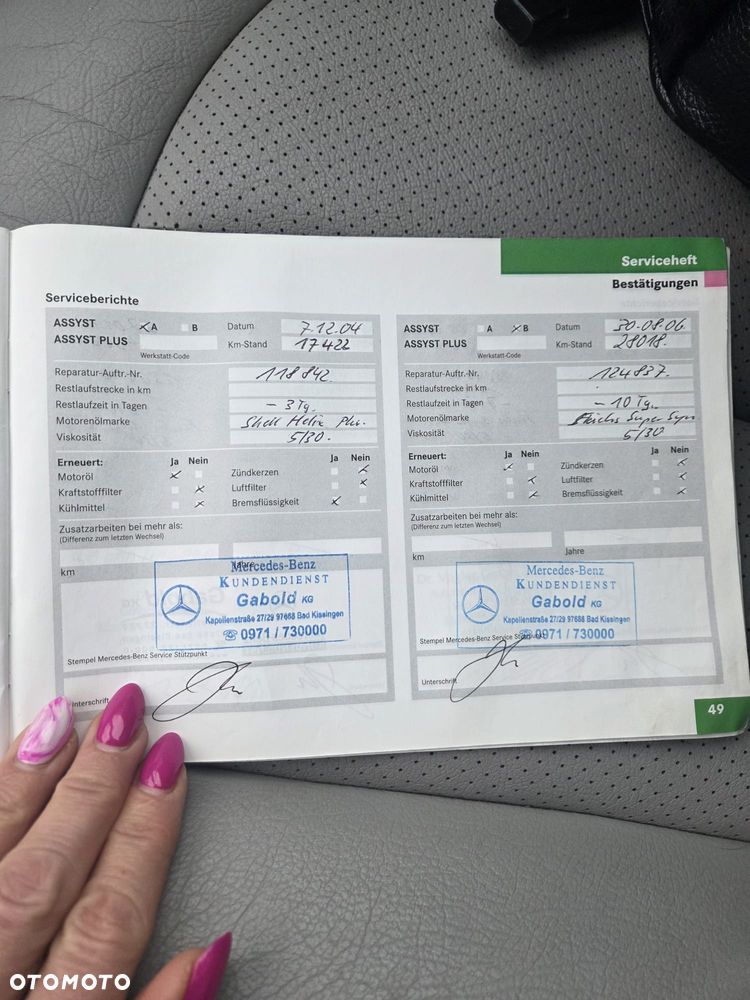 Serviceheft
Bestätigungen
Serviceberichte
ASSYST A B Datum 7.12.04
ASSYST PLUS Km-Stand 17422
Werkstatt-Code
Reparatur-Auftr.-Nr. 118 842.
Restlaufstrecke in km
Restlaufzeit in Tagen - 3 Tg.
Motorenölmarke Shell Helix Plus.
Viskosität 5/30.
Erneuert: Ja Nein Ja Nein
Motoröl Zündkerzen
Kraftstofffilter Luftfilter
Kühlmittel Bremsflüssigkeit
Zusatzarbeiten bei mehr als:
(Differenz zum letzten Wechsel)
km Jahre
Mercedes-Benz
KUNDENDIENST
Gabold KG
Kapellenstraße 27/29 97688 Bad Kissingen
0971 / 730000
Stempel Mercedes-Benz Service Stützpunkt
Unterschrift
ASSYST A B Datum 30.08.06.
ASSYST PLUS Km-Stand 28018.
Werkstatt-Code
Reparatur-Auftr.-Nr. 124837.
Restlaufstrecke in km
Restlaufzeit in Tagen - 10 Tg.
Motorenölmarke Super
Viskosität 5/30
Erneuert: Ja Nein Ja Nein
Motoröl Zündkerzen
Kraftstofffilter Luftfilter
Kühlmittel Bremsflüssigkeit
Zusatzarbeiten bei mehr als:
(Differenz zum letzten Wechsel)
km Jahre
Mercedes-Benz
KUNDENDIENST
Gabold KG
Kapellenstraße 27/29 97688 Bad Kissingen
0971 / 730000
Stempel Mercedes-Benz Service Stützpunkt
Unterschrift
49
OTOMOTO